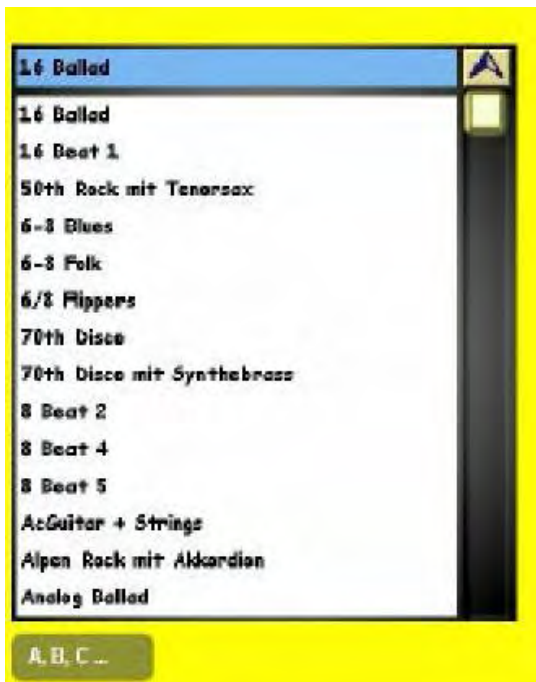 16 Ballad
16 Ballad
16 Beat 1
50th Rock mit Tenorsax
6-8 Blues
6-8 Folk
6/8 Flippers
70th Disco
70th Disco mit Synthebrass
8 Beat 2
8 Beat 4
8 Beat 5
AcGuitar + Strings
Alpen Rock mit Akkordion
Analog Ballad
A, B, C ...